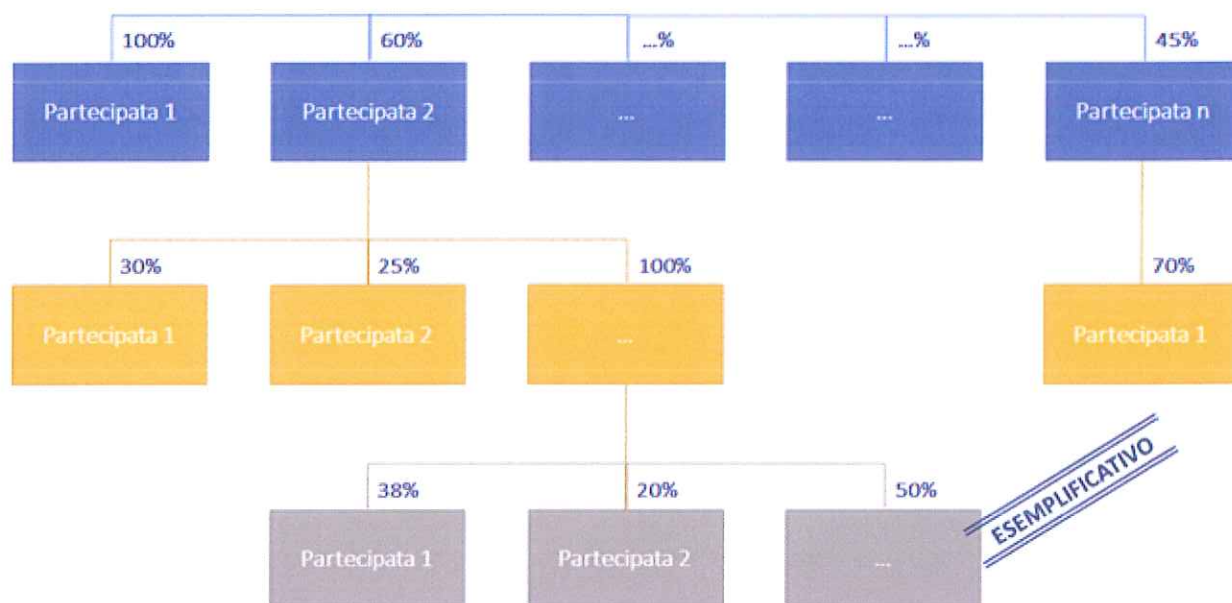 100%
60%
...%
....%
45%
Partecipata 1
Partecipata 2
...
...
Partecipata n
30%
25%
100%
70%
Partecipata 1
Partecipata 2
...
Partecipata 1
38%
20%
50%
Partecipata 1
Partecipata 2
...
ESEMPLIFICATIVO